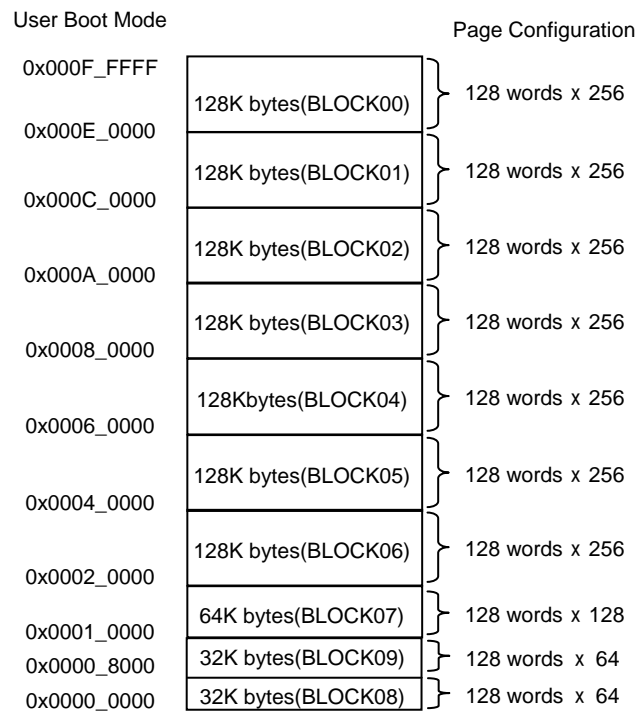 User Boot Mode
Page Configuration
0x000F_FFFF
128K bytes(BLOCK00)
128 words x 256
0x000E_0000
128K bytes(BLOCK01)
128 words x 256
0x000C_0000
128K bytes(BLOCK02)
128 words x 256
0x000A_0000
128K bytes(BLOCK03)
128 words x 256
0x0008_0000
128Kbytes(BLOCK04)
128 words x 256
0x0006_0000
128K bytes(BLOCK05)
128 words x 256
0x0004_0000
128K bytes(BLOCK06)
128 words x 256
0x0002_0000
64K bytes(BLOCK07)
128 words x 128
0x0001_0000
32K bytes(BLOCK09)
128 words x 64
0x0000_8000
32K bytes(BLOCK08)
128 words x 64
0x0000_0000